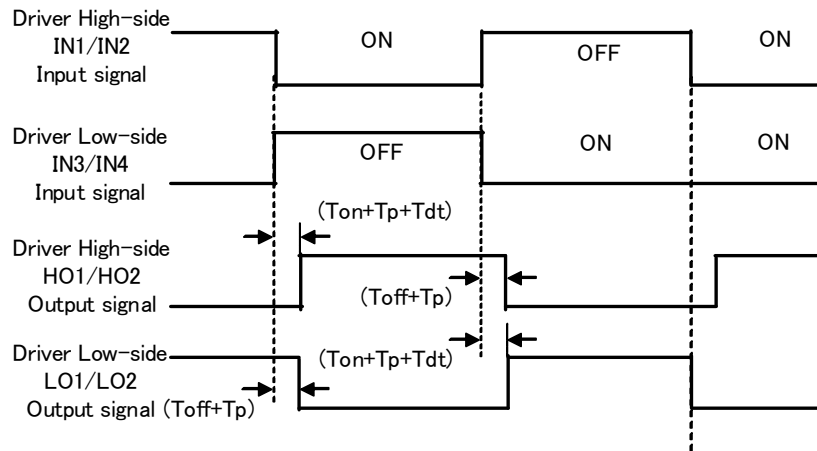 Driver High-side
IN1/IN2
Input signal
ON
OFF
ON
Driver Low-side
IN3/IN4
Input signal
OFF
ON
ON
(Ton+Tp+Tdt)
Driver High-side
HO1/HO2
Output signal
(Toff+Tp)
Driver Low-side
LO1/LO2
Output signal (Toff+Tp)
(Ton+Tp+Tdt)